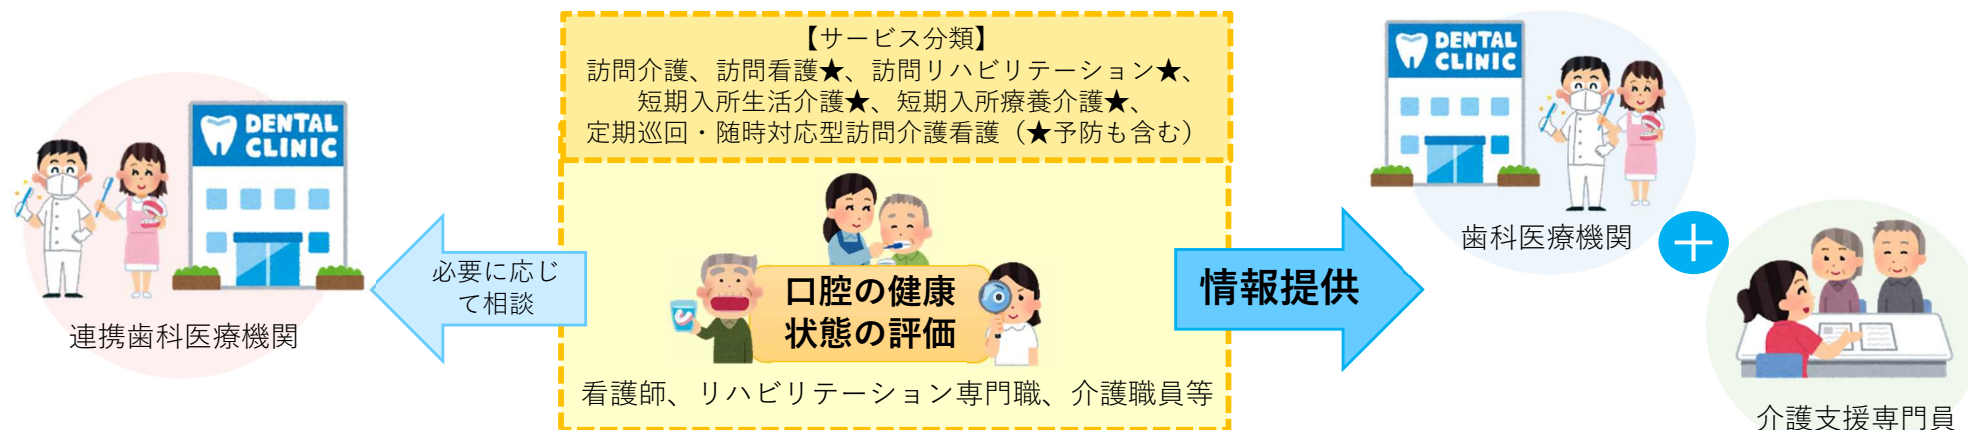 【サービス分類】
訪問介護、訪問看護★、訪問リハビリテーション★、
短期入所生活介護★、短期入所療養介護★、
定期巡回・随時対応型訪問介護看護（★予防も含む）
DENTAL
CLINIC
連携歯科医療機関
必要に応じ
て相談
口腔の健康
状態の評価
看護師、リハビリテーション専門職、介護職員等
情報提供
DENTAL
CLINIC
歯科医療機関
＋
介護支援専門員